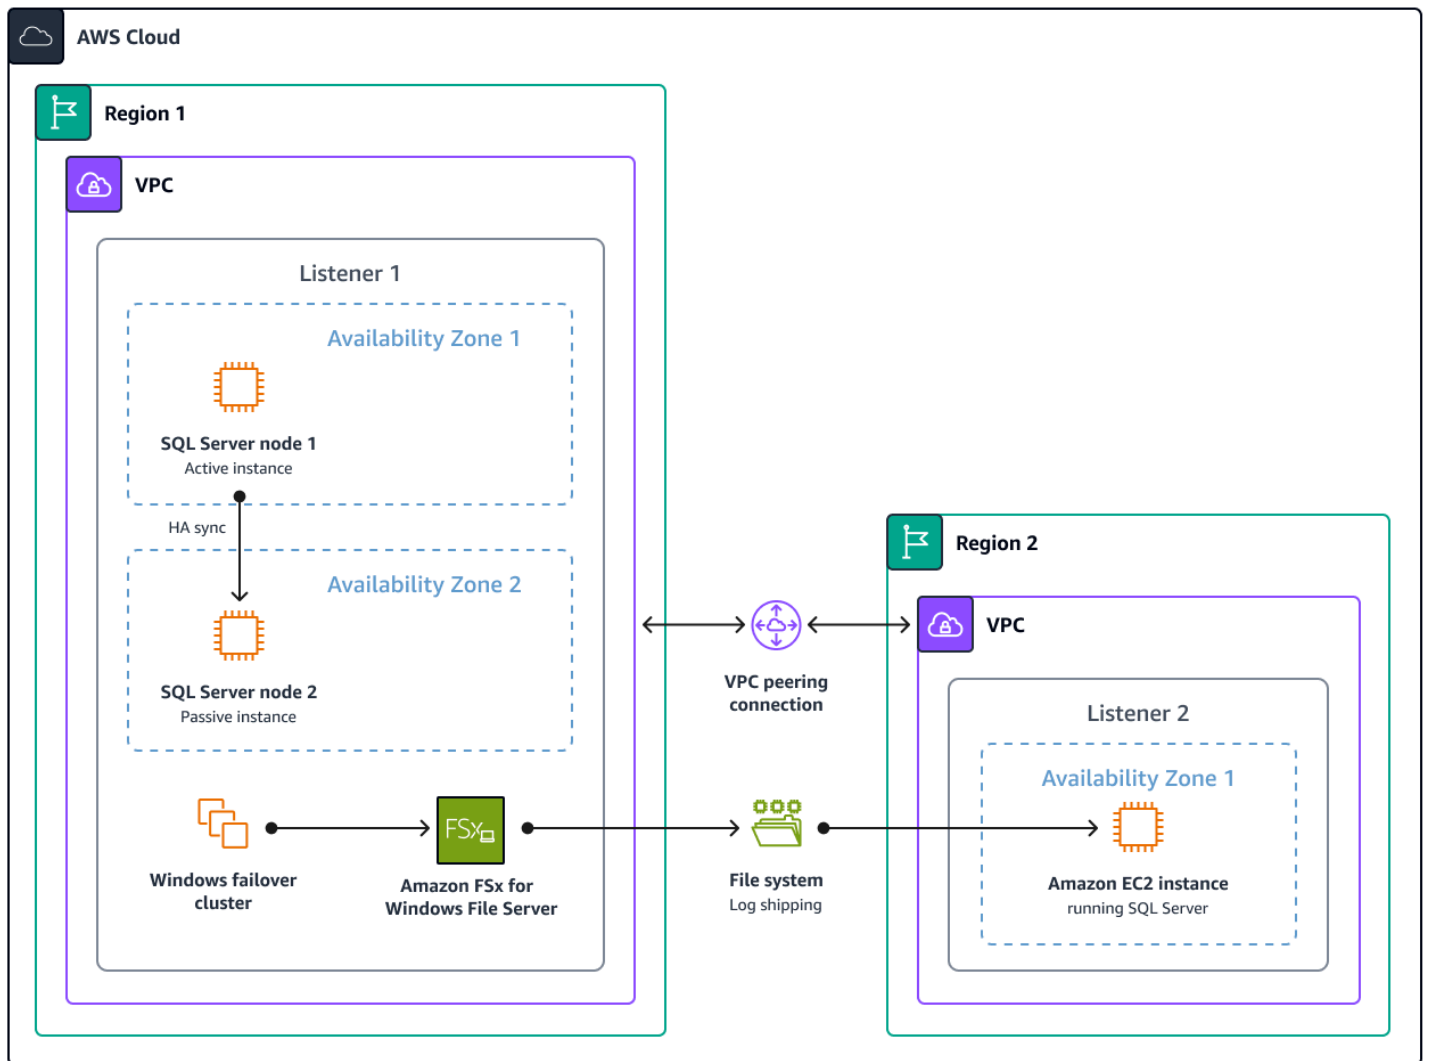 AWS Cloud
Region 1
VPC
Listener 1
Availability Zone 1
SQL Server node 1
Active instance
HA sync
Availability Zone 2
SQL Server node 2
Passive instance
Windows failover
cluster
FSx
Amazon FSx for
Windows File Server
VPC peering
connection
File system
Log shipping
Region 2
VPC
Listener 2
Availability Zone 1
Amazon EC2 instance
running SQL Server